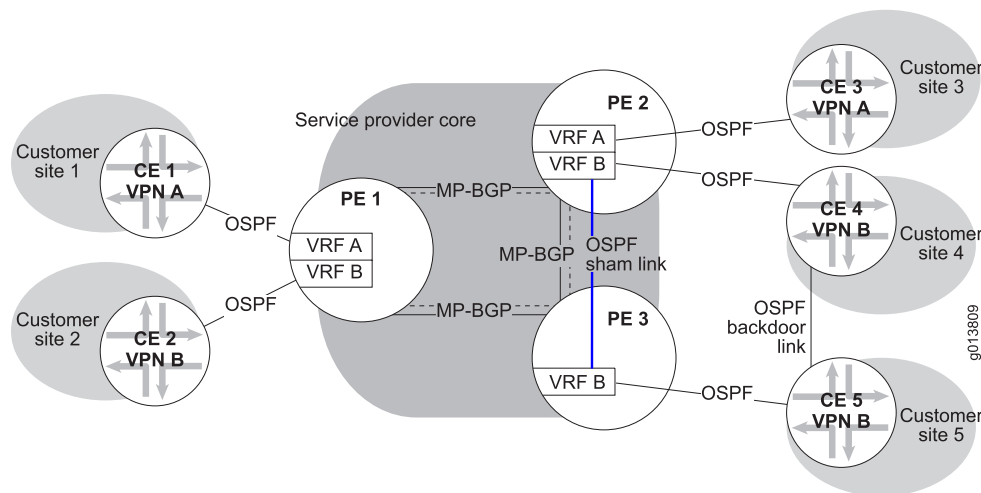 Service provider core
Customer
site 1
CE 1
VPN A
OSPF
Customer
site 2
CE 2
VPN B
OSPF
PE 1
VRF A
VRF B
MP-BGP
MP-BGP
MP-BGP
PE 2
VRF A
VRF B
OSPF
sham link
PE 3
VRF B
OSPF
OSPF
OSPF
CE 3
VPN A
Customer
site 3
CE 4
VPN B
Customer
site 4
OSPF
backdoor
link
CE 5
VPN B
Customer
site 5
g013809